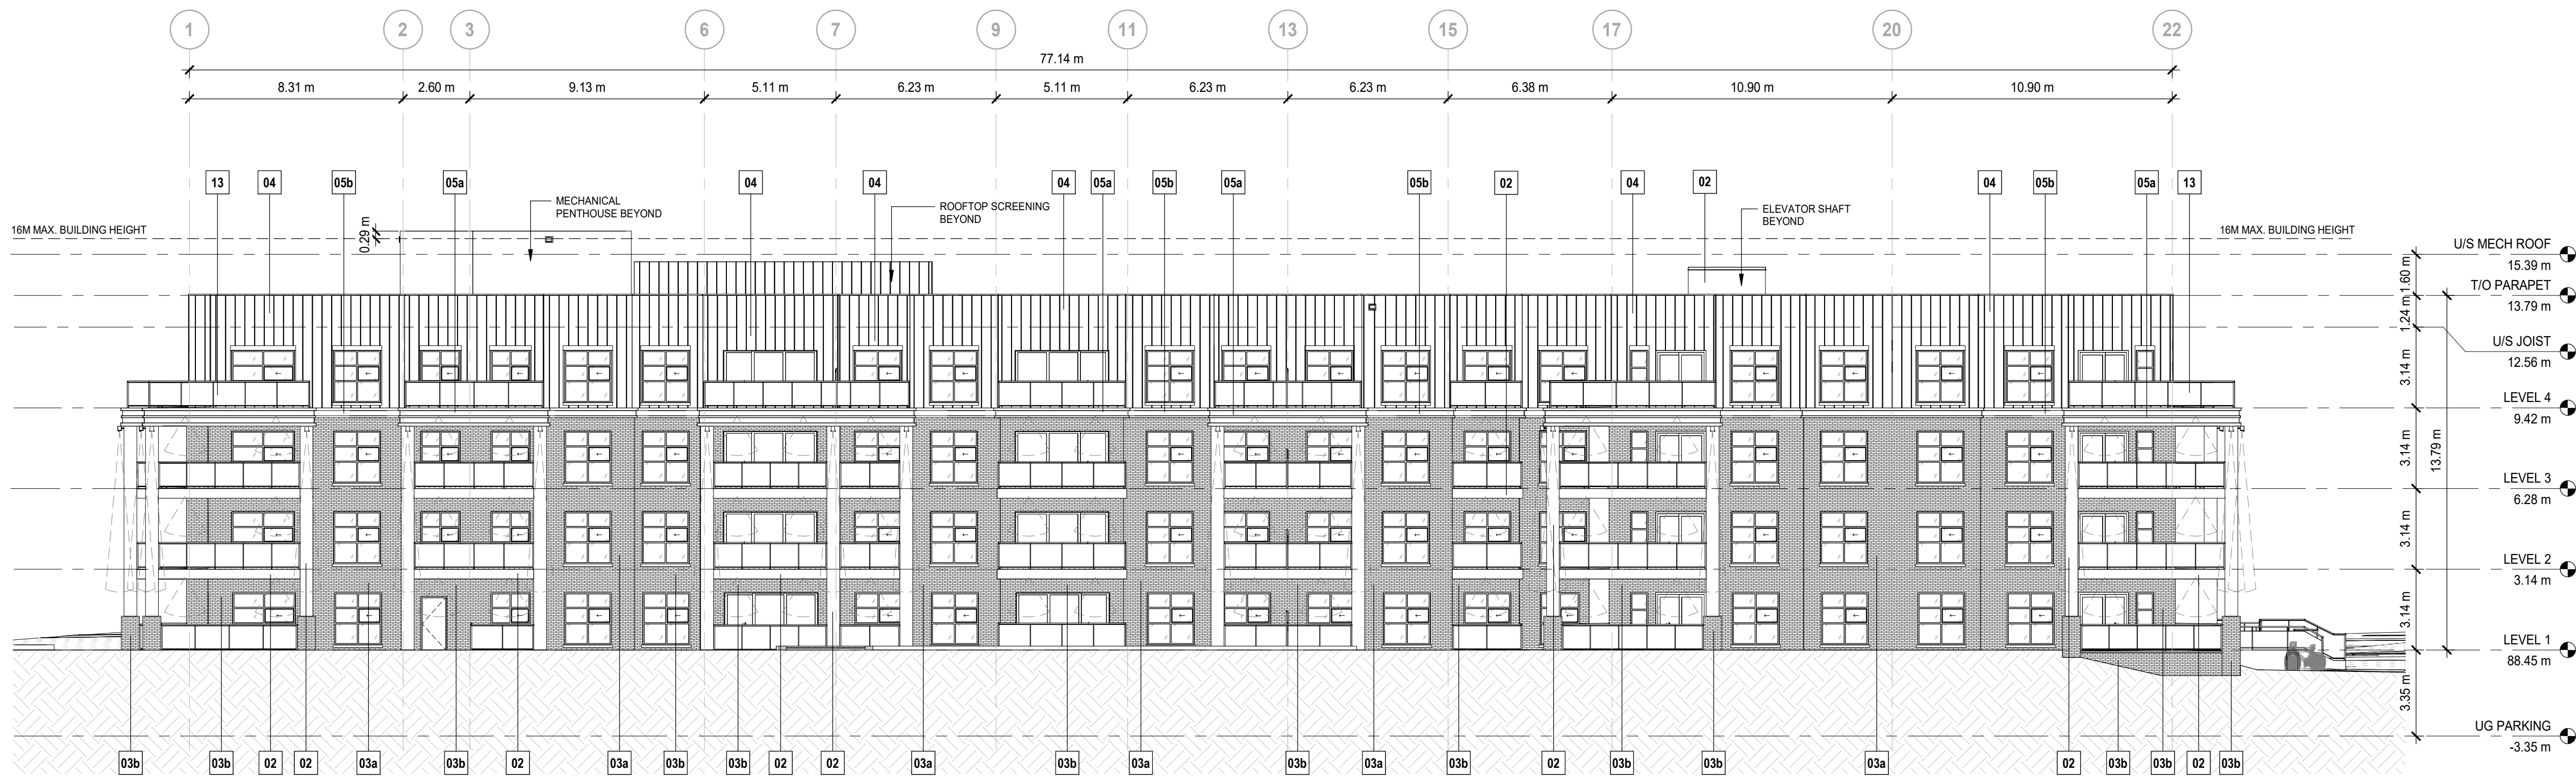 1 2 3 6 7 9 11 13 15 17 20 22
77.14 m
8.31 m 2.60 m 9.13 m 5.11 m 6.23 m 5.11 m 6.23 m 6.23 m 6.38 m 10.90 m 10.90 m
13 04 05b 05a 04 04 04 05a 05b 05a 05b 02 04 02 04 05b 05a 13
MECHANICAL
PENTHOUSE BEYOND
ROOFTOP SCREENING
BEYOND
ELEVATOR SHAFT
BEYOND
16M MAX. BUILDING HEIGHT
0.29 m
16M MAX. BUILDING HEIGHT
U/S MECH ROOF
15.39 m
1.60 m
T/O PARAPET
13.79 m
1.24 m
U/S JOIST
12.56 m
3.14 m
LEVEL 4
9.42 m
3.14 m
13.79 m
LEVEL 3
6.28 m
3.14 m
LEVEL 2
3.14 m
3.14 m
LEVEL 1
88.45 m
3.35 m
UG PARKING
-3.35 m
03b 03b 02 02 03a 03b 02 03a 03b 03b 02 02 03a 03b 03a 03b 03a 03b 02 03b 03b 03a 02 03b 03b 02 03b